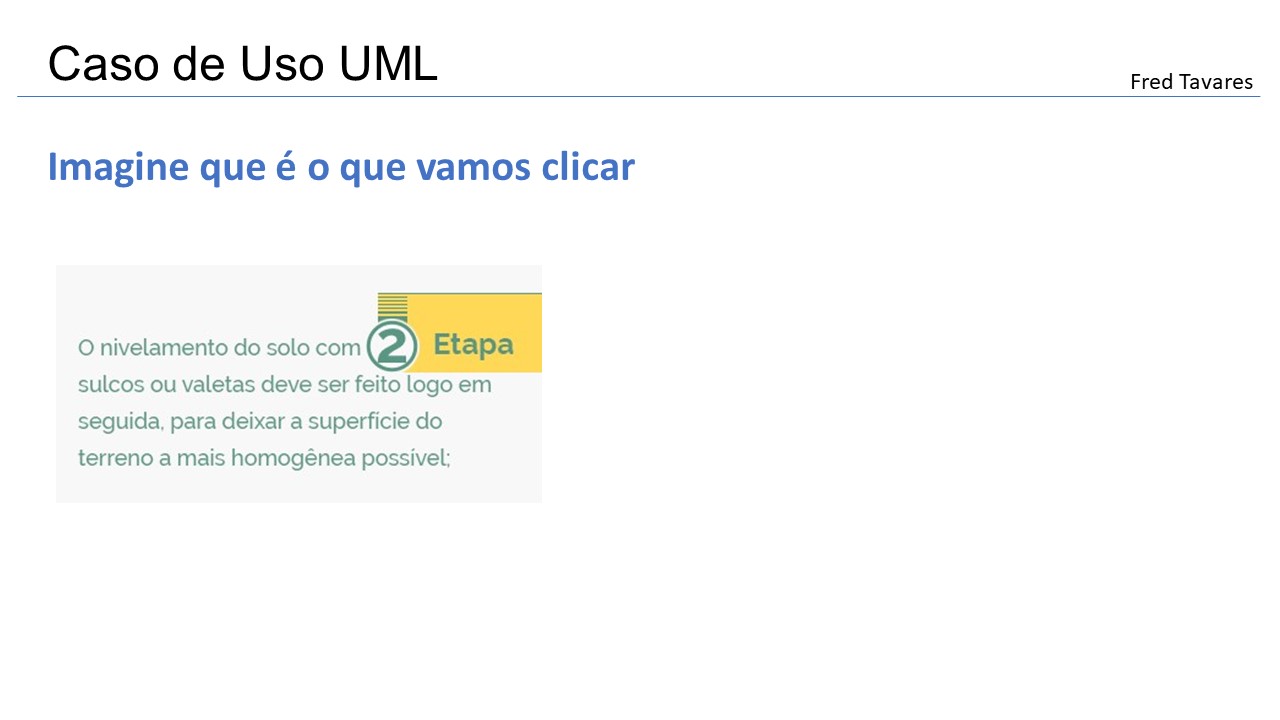 Caso de Uso UML
Fred Tavares
Imagine que é o que vamos clicar
2 Etapa
O nivelamento do solo com
sulcos ou valetas deve ser feito logo em
seguida, para deixar a superfície do
terreno a mais homogênea possível;